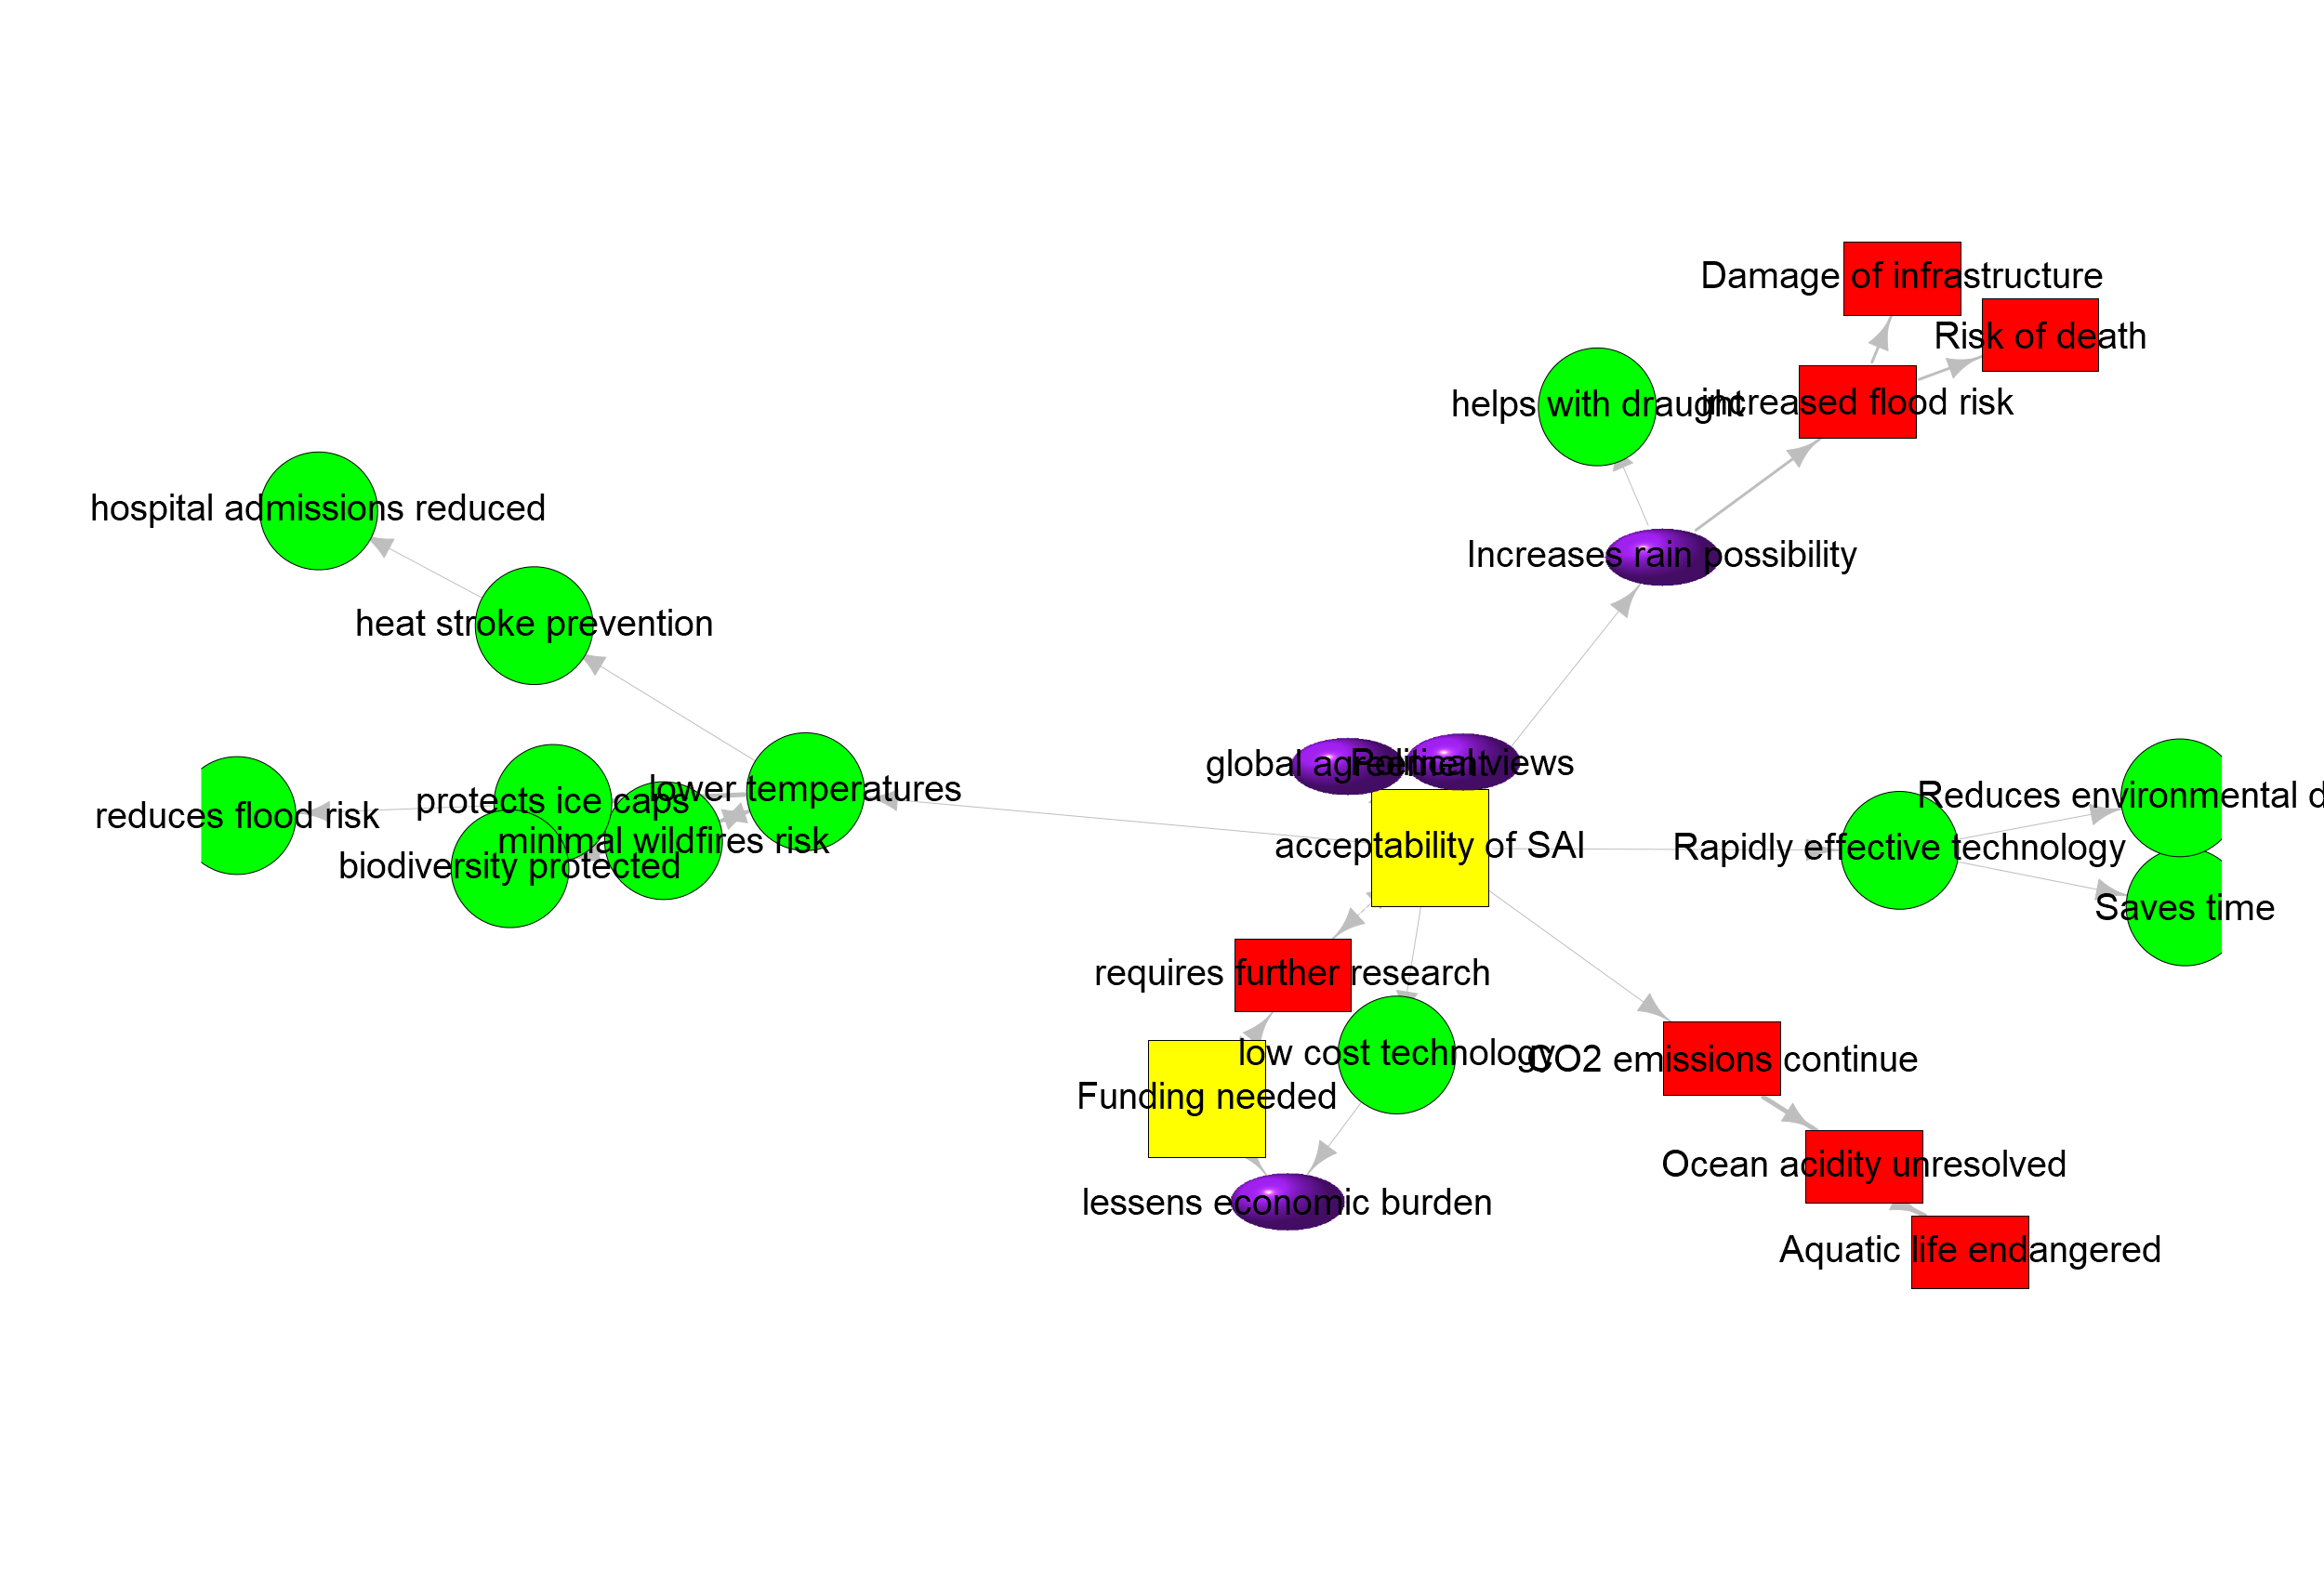 Damage of infrastructure
Risk of death
helps with draught
increased flood risk
hospital admissions reduced
Increases rain possibility
heat stroke prevention
global agreement
Political views
lower temperatures
Reduces environmental d
protects ice caps
reduces flood risk
minimal wildfires risk
acceptability of SAI
Rapidly effective technology
biodiversity protected
Saves time
requires further research
low cost technology
CO2 emissions continue
Funding needed
Ocean acidity unresolved
lessens economic burden
Aquatic life endangered